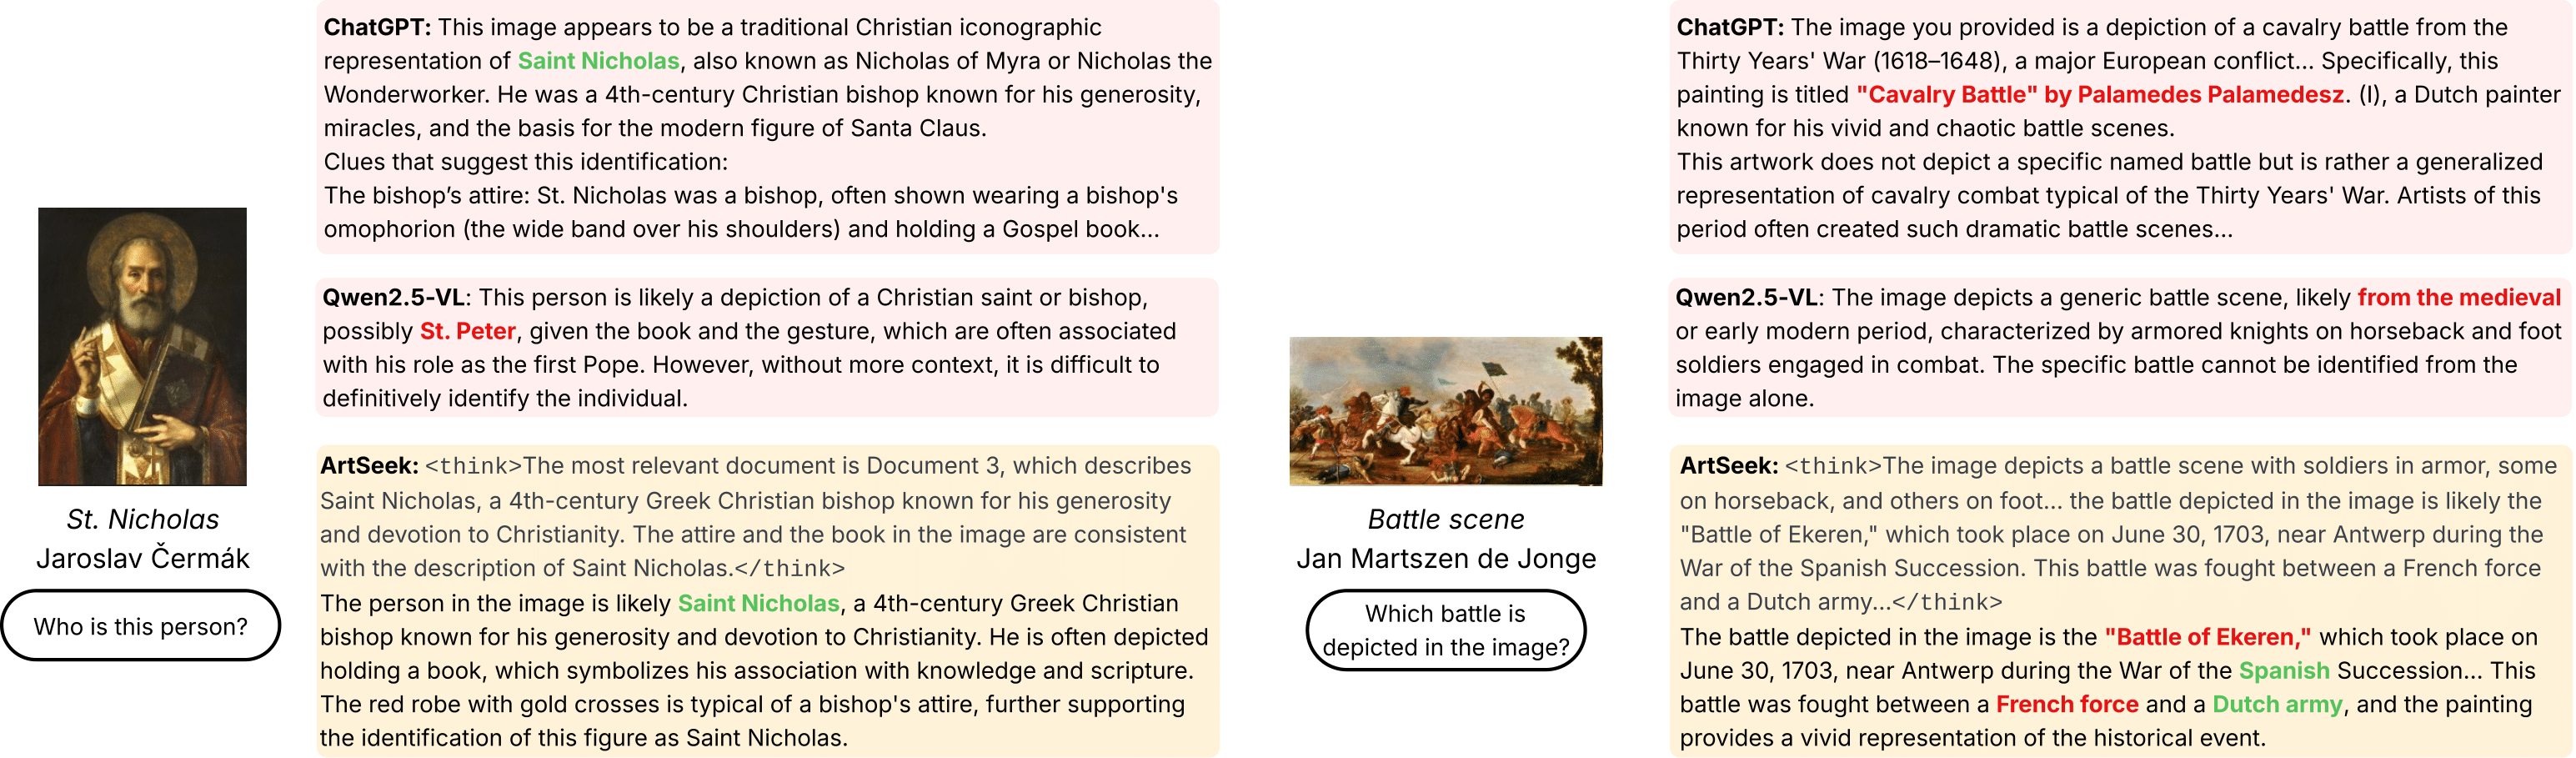 St. Nicholas
Jaroslav Čermák
Who is this person?
ChatGPT: This image appears to be a traditional Christian iconographic
representation of Saint Nicholas, also known as Nicholas of Myra or Nicholas the
Wonderworker. He was a 4th-century Christian bishop known for his generosity,
miracles, and the basis for the modern figure of Santa Claus.
Clues that suggest this identification:
The bishop’s attire: St. Nicholas was a bishop, often shown wearing a bishop's
omophorion (the wide band over his shoulders) and holding a Gospel book...
Qwen2.5-VL: This person is likely a depiction of a Christian saint or bishop,
possibly St. Peter, given the book and the gesture, which are often associated
with his role as the first Pope. However, without more context, it is difficult to
definitively identify the individual.
ArtSeek: <think>The most relevant document is Document 3, which describes
Saint Nicholas, a 4th-century Greek Christian bishop known for his generosity
and devotion to Christianity. The attire and the book in the image are consistent
with the description of Saint Nicholas.</think>
The person in the image is likely Saint Nicholas, a 4th-century Greek Christian
bishop known for his generosity and devotion to Christianity. He is often depicted
holding a book, which symbolizes his association with knowledge and scripture.
The red robe with gold crosses is typical of a bishop's attire, further supporting
the identification of this figure as Saint Nicholas.
Battle scene
Jan Martszen de Jonge
Which battle is
depicted in the image?
ChatGPT: The image you provided is a depiction of a cavalry battle from the
Thirty Years' War (1618–1648), a major European conflict... Specifically, this
painting is titled "Cavalry Battle" by Palamedes Palamedesz. (I), a Dutch painter
known for his vivid and chaotic battle scenes.
This artwork does not depict a specific named battle but is rather a generalized
representation of cavalry combat typical of the Thirty Years' War. Artists of this
period often created such dramatic battle scenes...
Qwen2.5-VL: The image depicts a generic battle scene, likely from the medieval
or early modern period, characterized by armored knights on horseback and foot
soldiers engaged in combat. The specific battle cannot be identified from the
image alone.
ArtSeek: <think>The image depicts a battle scene with soldiers in armor, some
on horseback, and others on foot... the battle depicted in the image is likely the
"Battle of Ekeren," which took place on June 30, 1703, near Antwerp during the
War of the Spanish Succession. This battle was fought between a French force
and a Dutch army...</think>
The battle depicted in the image is the "Battle of Ekeren," which took place on
June 30, 1703, near Antwerp during the War of the Spanish Succession... This
battle was fought between a French force and a Dutch army, and the painting
provides a vivid representation of the historical event.